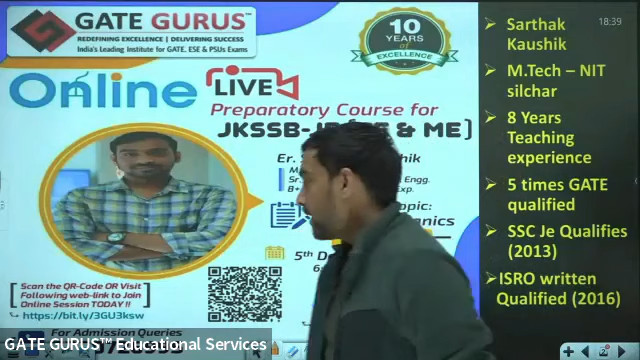 GATE GURUS™
REDEFINING EXCELLENCE | DELIVERING SUCCESS
India's Leading Institute for GATE, ESE & PSUs Exams
10
YEARS
of
EXCELLENCE
Online LIVE
Preparatory Course for
JKSSB-J & ME]
Er.
5th
Scan the QR-Code OR Visit
Following web-link to Join
Online Session TODAY !!
https://bit.ly/3GU3ksw
For Admission Queries
GATE GURUS™ Educational Services
18:39
➢ Sarthak
Kaushik
➢ M.Tech – NIT
silchar
➢ 8 Years
Teaching
experience
➢ 5 times GATE
qualified
➢ SSC Je Qualifies
(2013)
➢ISRO written
Qualified (2016)